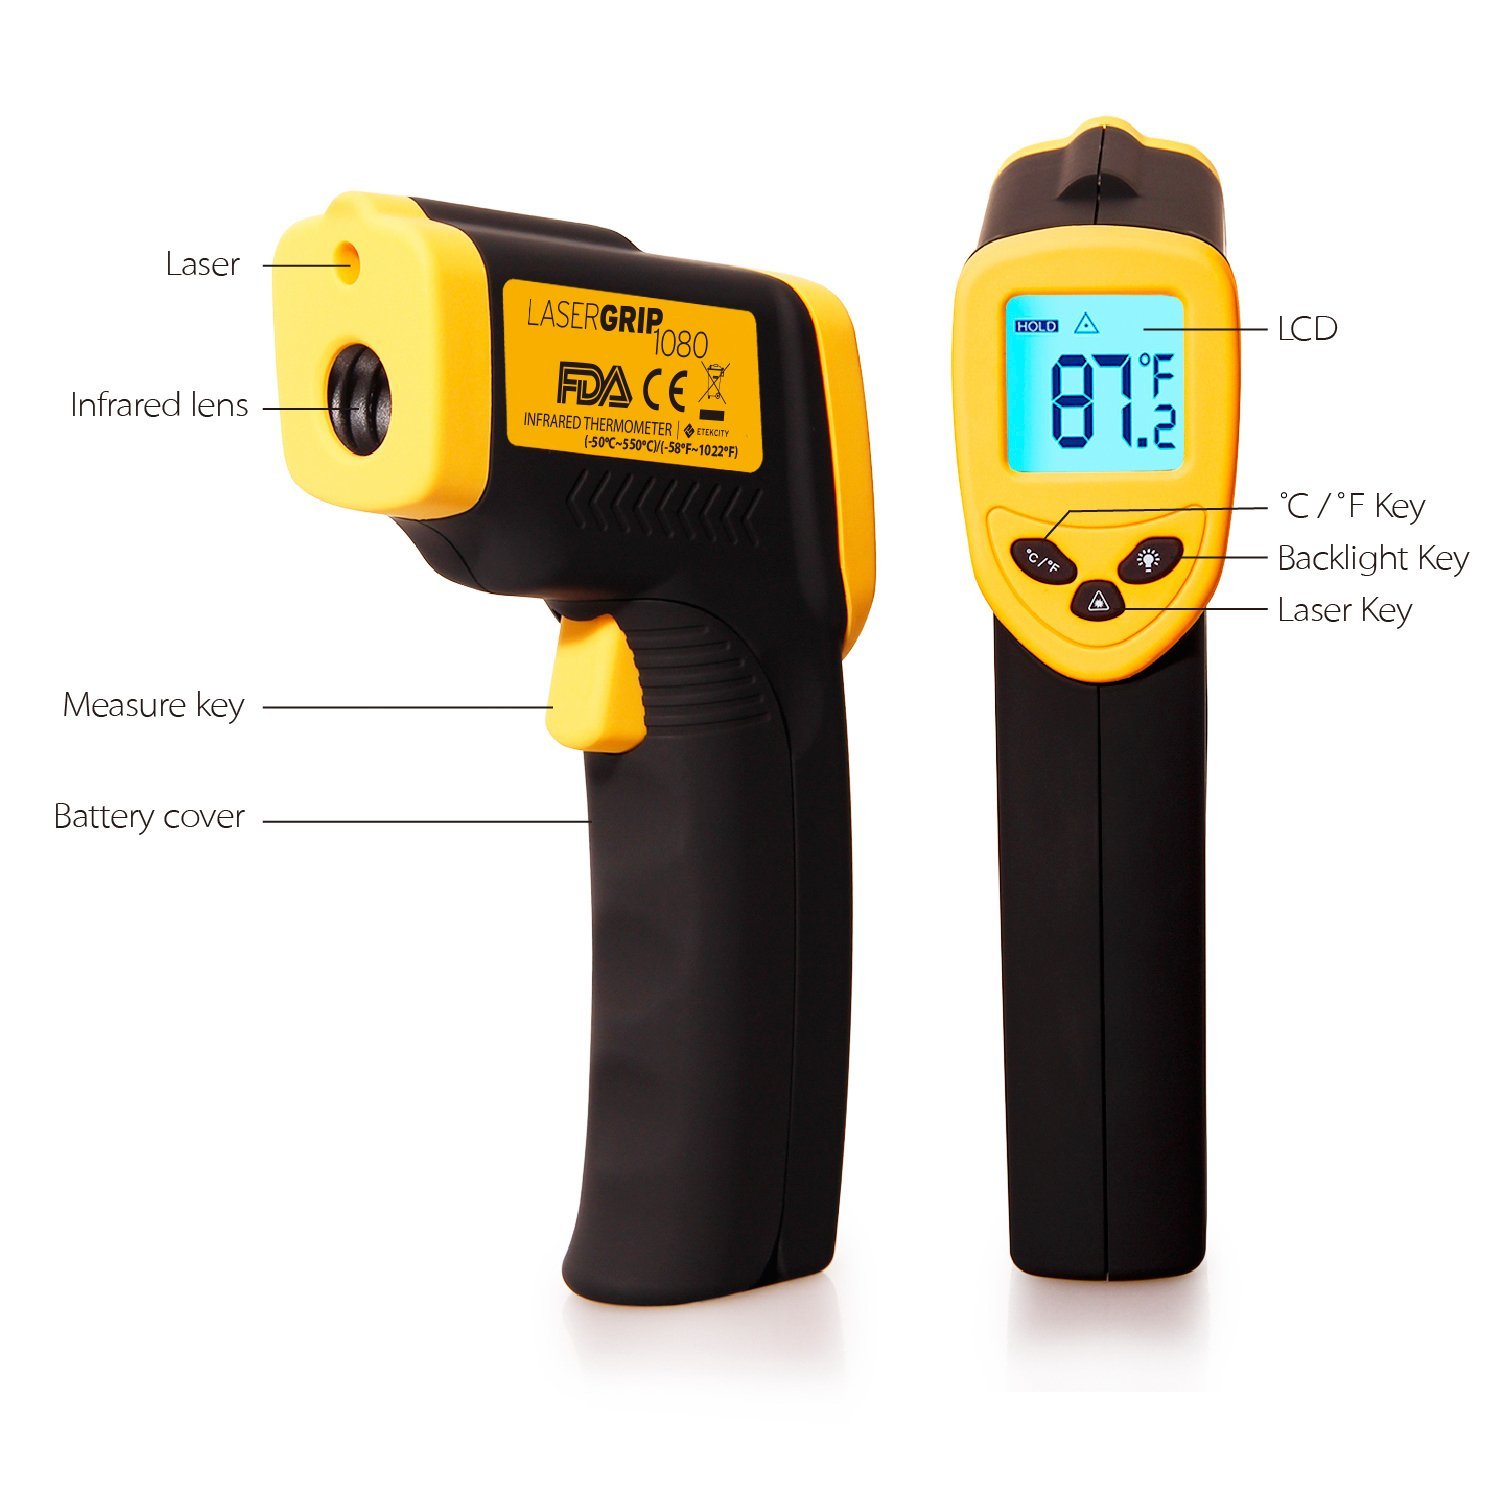 Laser
Infrared lens
Measure key
Battery cover
LASERGRIP
1080
FDA CE
INFRARED THERMOMETER | ETEKCITY
(-50°C~550°C)/(-58°F~1022°F)
HOLD
°F
87.2
°C/°F
LCD
°C / °F Key
Backlight Key
Laser Key